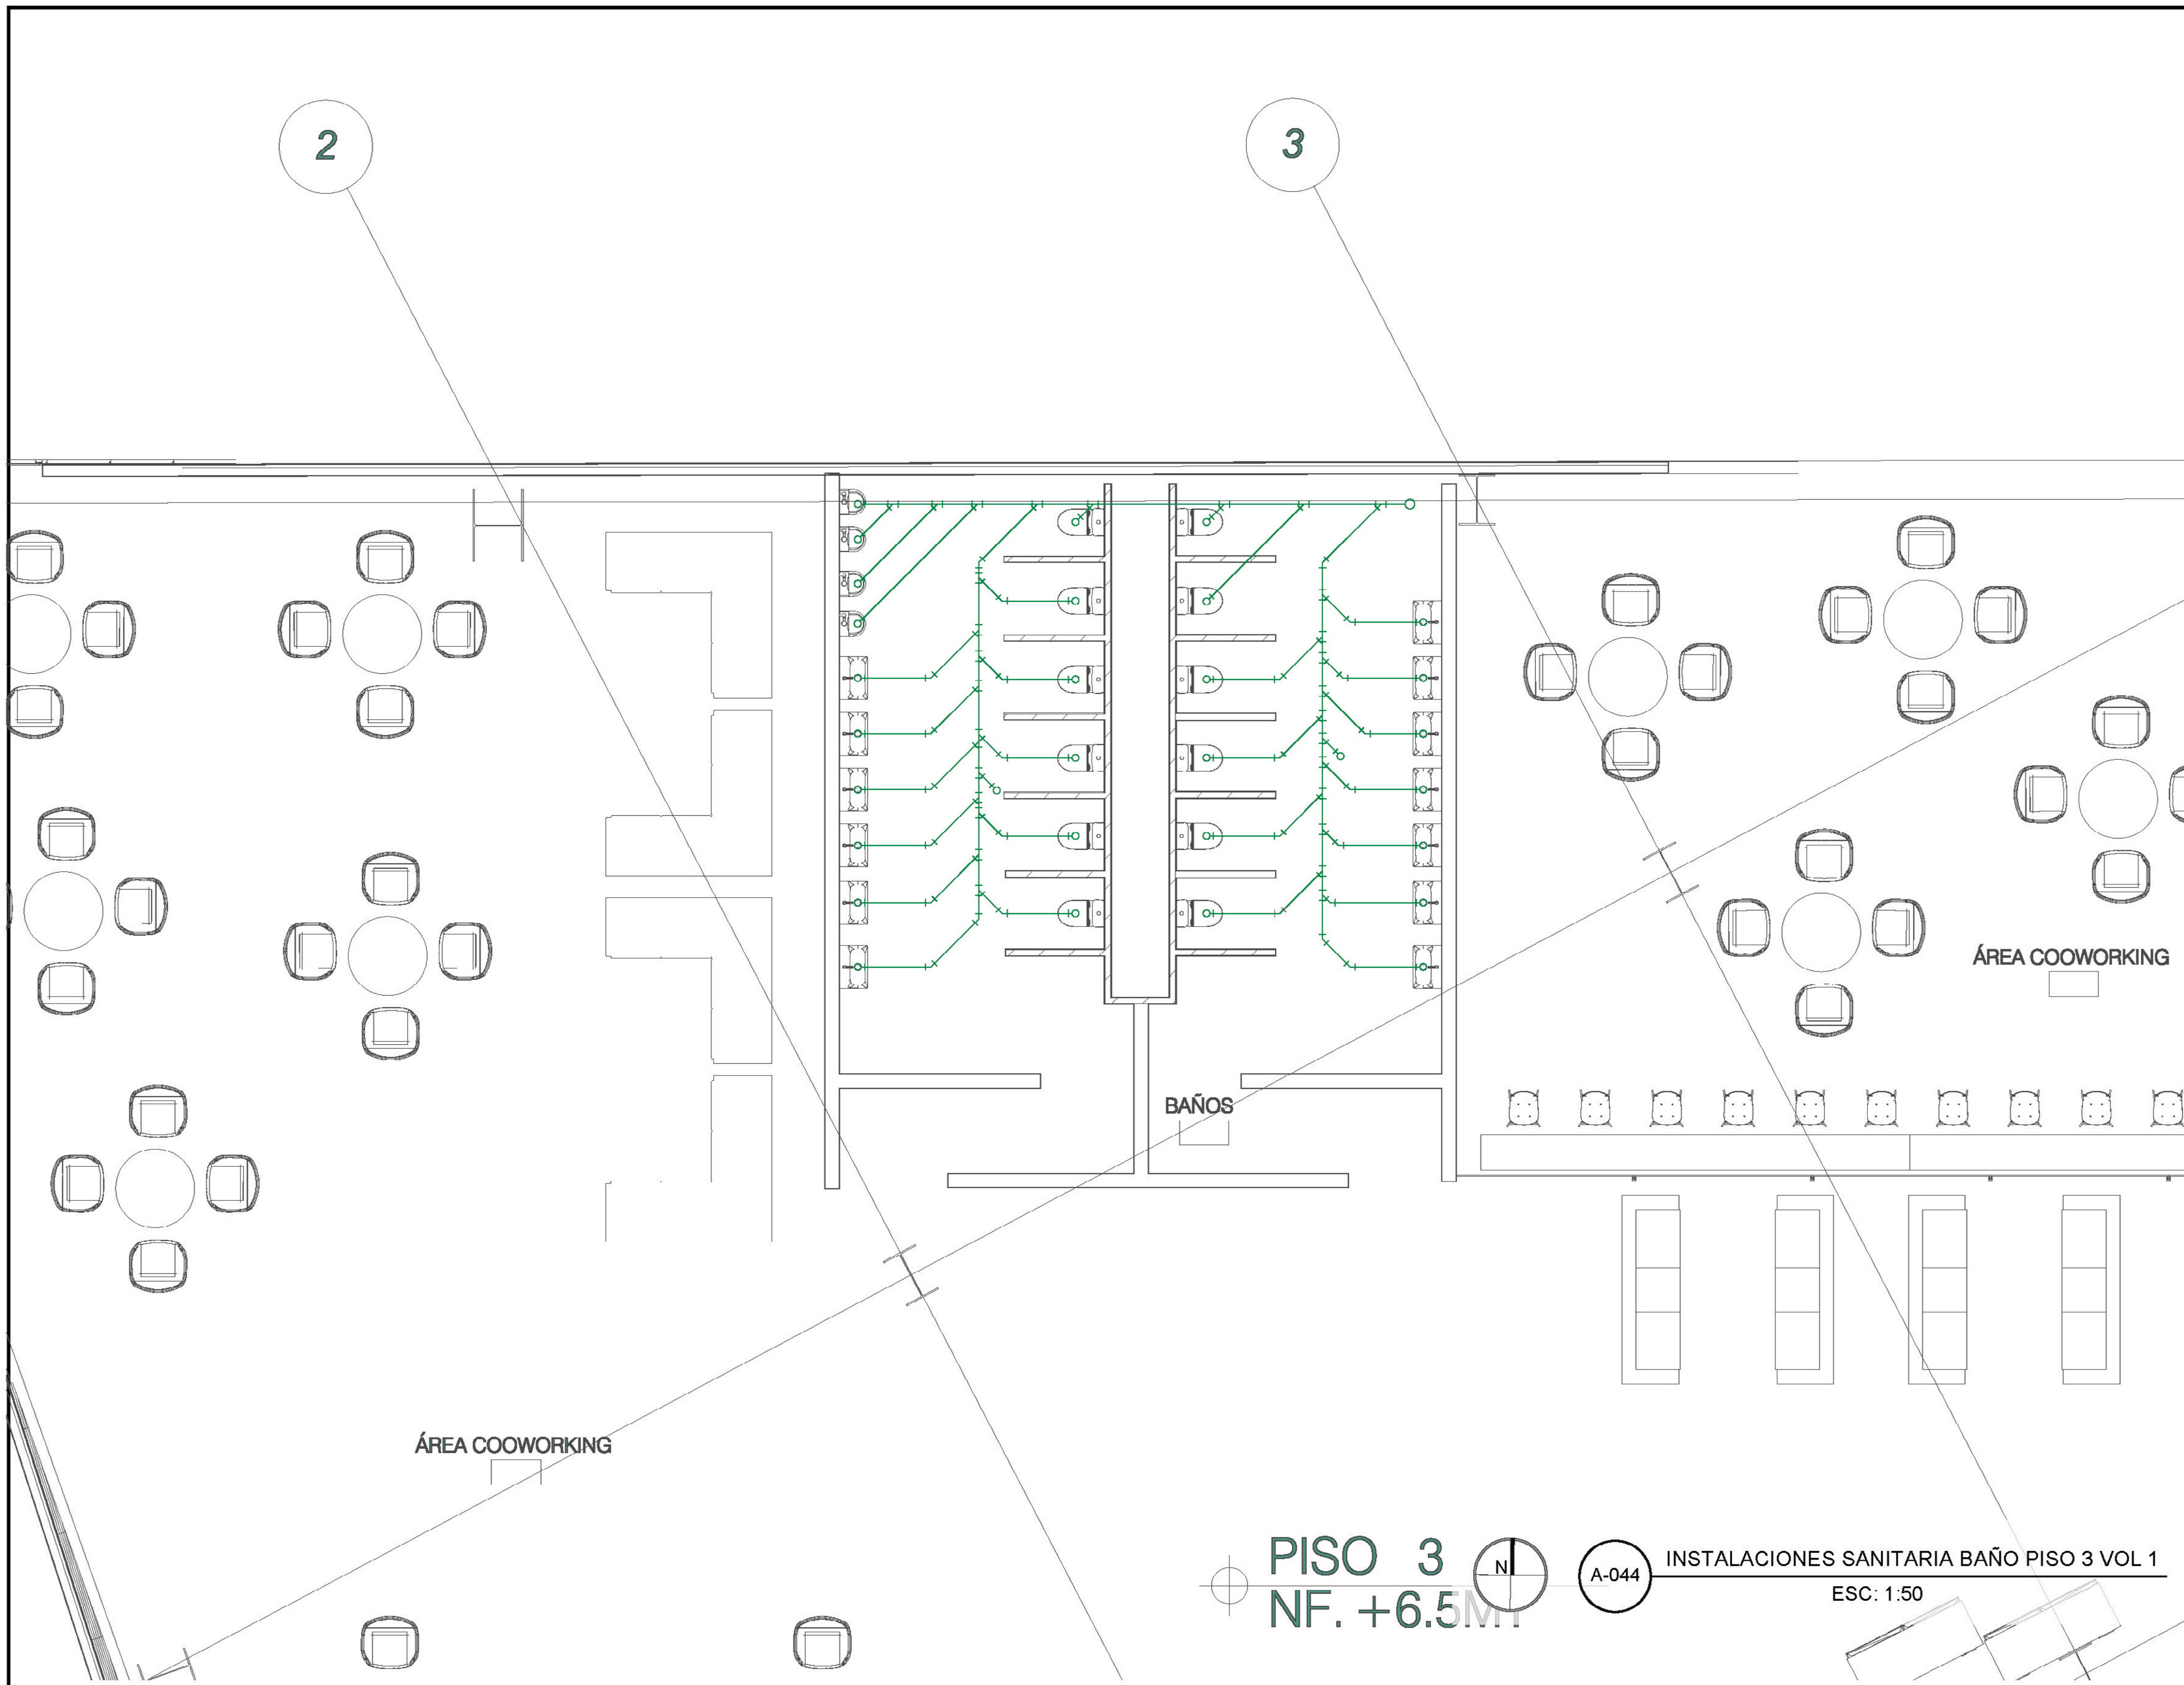 2
3
ÁREA COOWORKING
BAÑOS
ÁREA COOWORKING
PISO 3
NF. +6.5MT
N
A-044
INSTALACIONES SANITARIA BAÑO PISO 3 VOL 1
ESC: 1:50